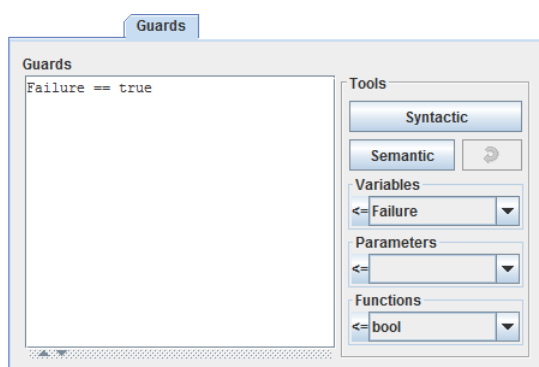 Guards
Guards
Failure == true
Tools
Syntactic
Semantic
Variables
<= Failure
Parameters
<=
Functions
<= bool